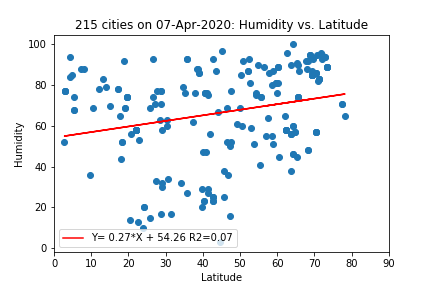 215 cities on 07-Apr-2020: Humidity vs. Latitude
100
80
60
40
20
0
Humidity
Y= 0.27*X + 54.26 R2=0.07
0 10 20 30 40 50 60 70 80 90
Latitude